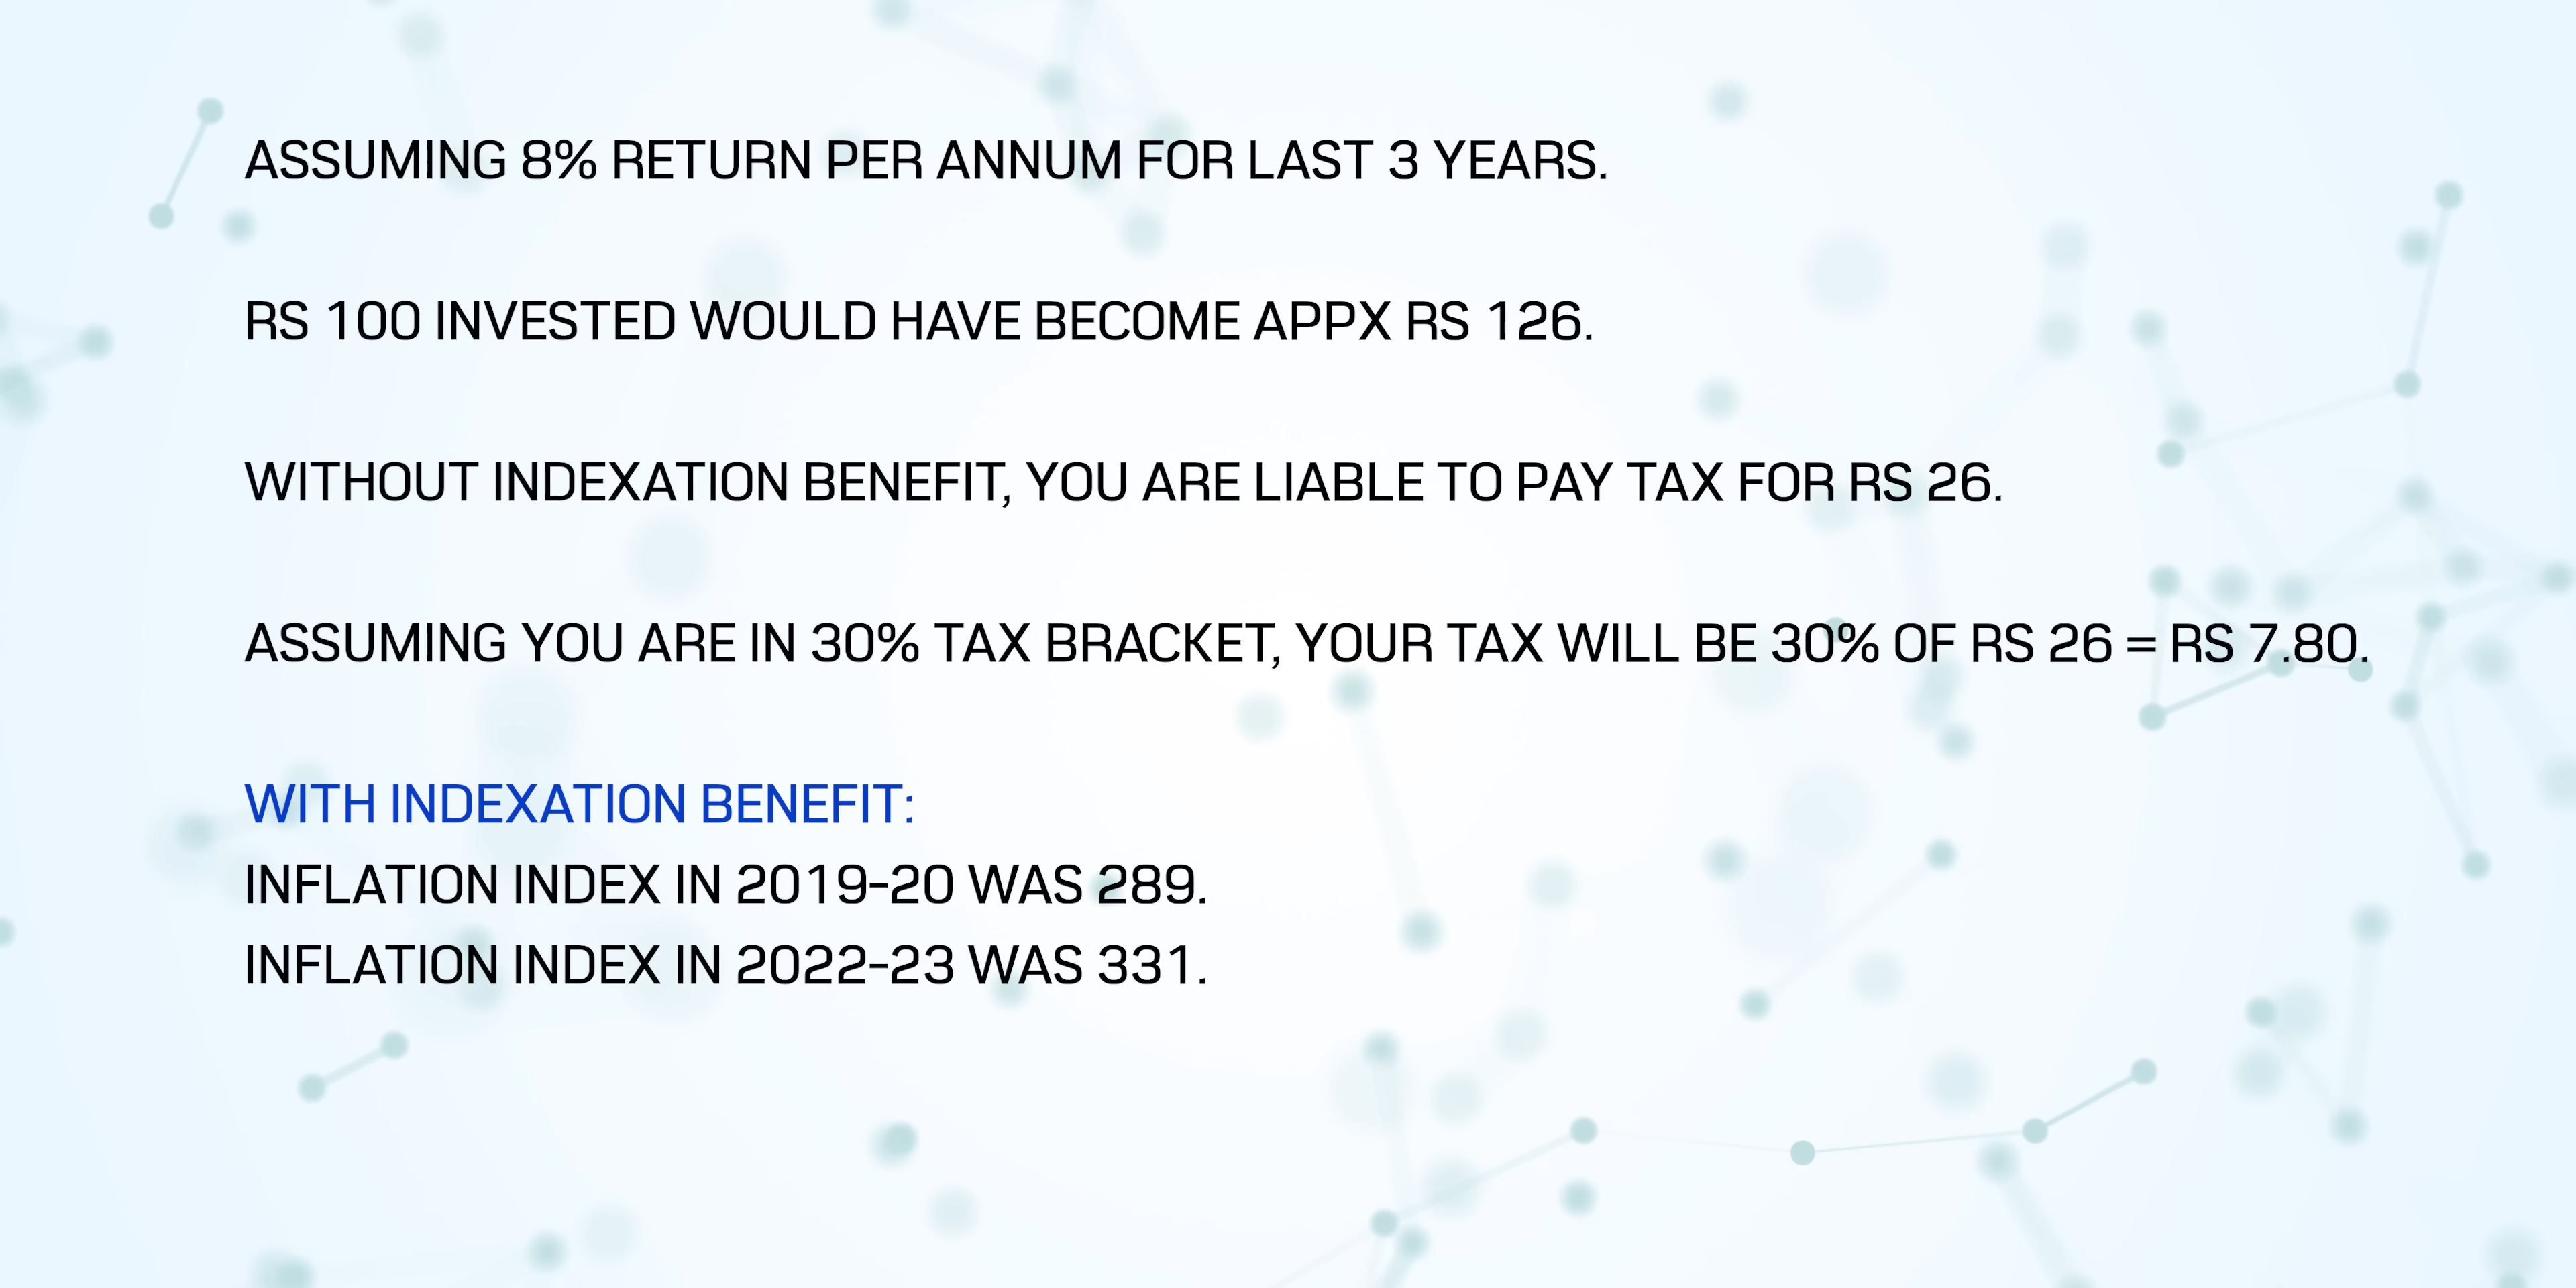 ASSUMING 8% RETURN PER ANNUM FOR LAST 3 YEARS.
RS 100 INVESTED WOULD HAVE BECOME APPX RS 126.
WITHOUT INDEXATION BENEFIT, YOU ARE LIABLE TO PAY TAX FOR RS 26.
ASSUMING YOU ARE IN 30% TAX BRACKET, YOUR TAX WILL BE 30% OF RS 26 = RS 7.80.
WITH INDEXATION BENEFIT:
INFLATION INDEX IN 2019-20 WAS 289.
INFLATION INDEX IN 2022-23 WAS 331.